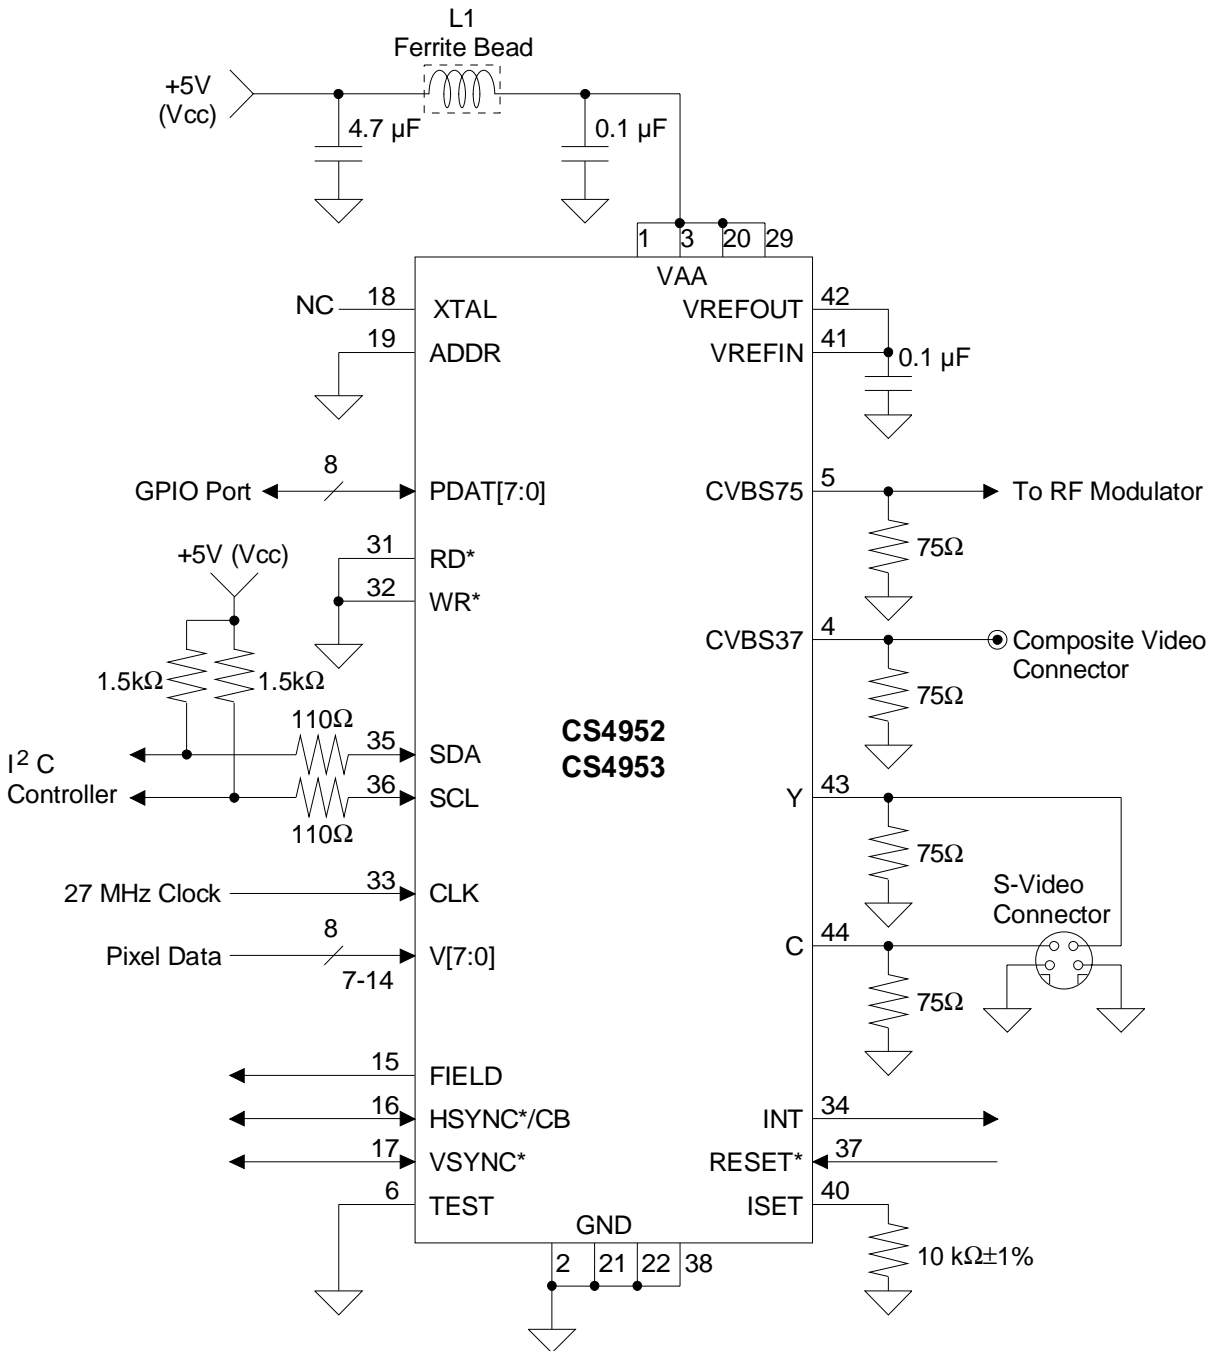 L1
Ferrite Bead
+5V
(Vcc)
4.7 µF
0.1 µF
1
3
20
29
VAA
NC
18
XTAL
VREFOUT
42
19
ADDR
VREFIN
41
0.1 µF
GPIO Port
8
PDAT[7:0]
CVBS75
5
To RF Modulator
75Ω
+5V (Vcc)
31
RD*
32
WR*
CVBS37
4
Composite Video
Connector
75Ω
1.5kΩ
1.5kΩ
CS4952
CS4953
110Ω
35
SDA
I² C
Controller
36
SCL
110Ω
Y
43
75Ω
27 MHz Clock
33
CLK
S-Video
Connector
Pixel Data
8
7-14
V[7:0]
C
44
75Ω
15
FIELD
16
HSYNC*/CB
INT
34
17
VSYNC*
RESET*
37
6
TEST
ISET
40
GND
2
21
22
38
10 kΩ±1%